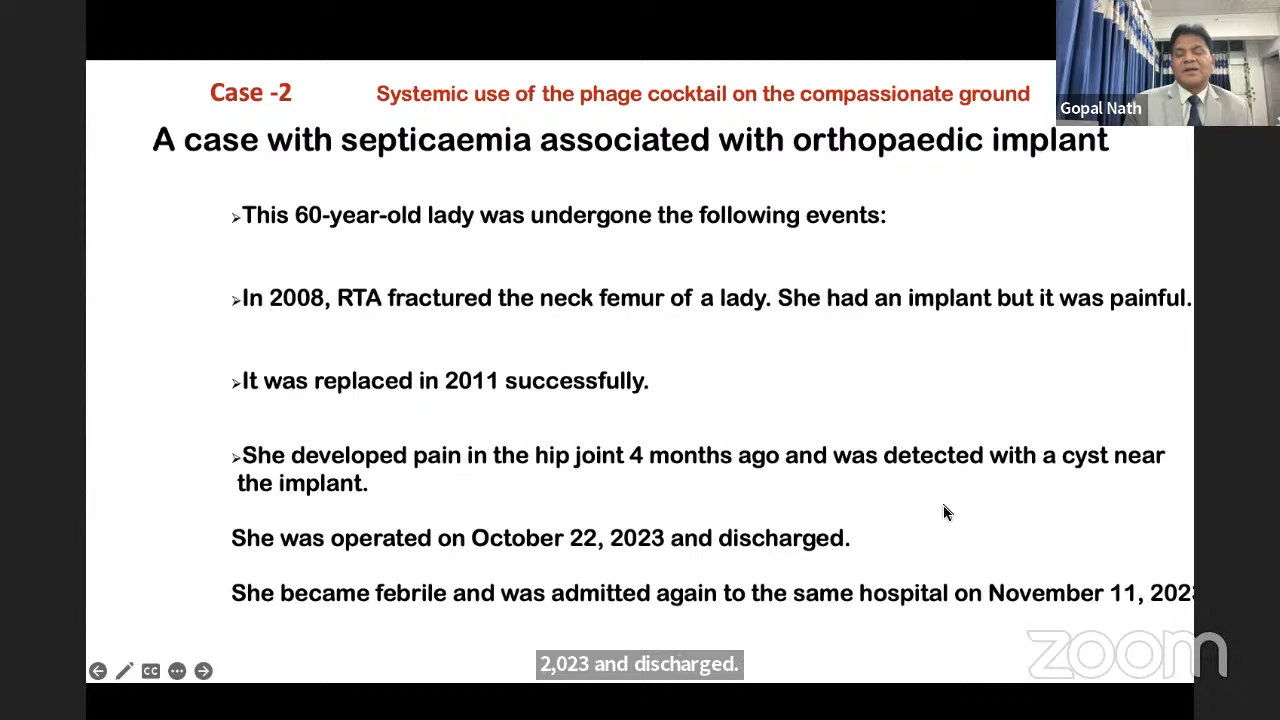 Case -2 Systemic use of the phage cocktail on the compassionate ground
Gopal Nath
A case with septicaemia associated with orthopaedic implant
➢This 60-year-old lady was undergone the following events:
➢In 2008, RTA fractured the neck femur of a lady. She had an implant but it was painful.
➢It was replaced in 2011 successfully.
➢She developed pain in the hip joint 4 months ago and was detected with a cyst near
the implant.
She was operated on October 22, 2023 and discharged.
She became febrile and was admitted again to the same hospital on November 11, 2023
zoom
CC
2,023 and discharged.